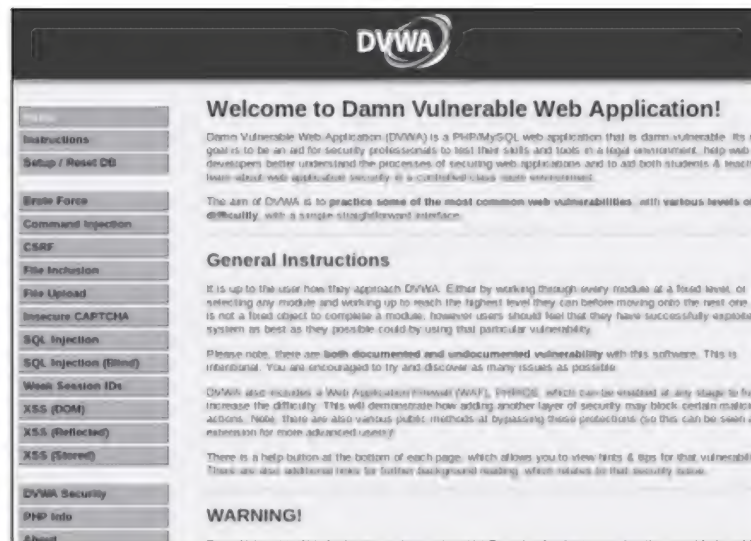 DVWA
Home
Instructions
Setup / Reset DB
Brute Force
Command Injection
CSRF
File Inclusion
File Upload
Insecure CAPTCHA
SQL Injection
SQL Injection (Blind)
Weak Session IDs
XSS (DOM)
XSS (Reflected)
XSS (Stored)
DVWA Security
PHP Info
About
Welcome to Damn Vulnerable Web Application!
Damn Vulnerable Web Application (DVWA) is a PHP/MySQL web application that is damn vulnerable. Its
goal is to be an aid for security professionals to test their skills and tools in a legal environment, help web
developers better understand the processes of securing web applications and to aid both students & teach
learn about web application security in a controlled class room environment.
The aim of DVWA is to practice some of the most common web vulnerabilities, with various levels of
difficulty, with a simple straightforward interface.
General Instructions
It is up to the user how they approach DVWA. Either by working through every module at a fixed level, or
selecting any module and working up to reach the highest level they can before moving onto the next one.
is not a fixed object to complete a module; however users should feel that they have successfully exploite
system as best as they possible could by using that particular vulnerability.
Please note, there are both documented and undocumented vulnerability with this software. This is
intentional. You are encouraged to try and discover as many issues as possible.
DVWA also includes a Web Application Firewall (WAF), PHPIDS, which can be enabled at any stage to fu
increase the difficulty. This will demonstrate how adding another layer of security may block certain malici
actions. Note, there are also various public methods at bypassing these protections (so this can be seen a
extension for more advanced users)!
There is a help button at the bottom of each page, which allows you to view hints & tips for that vulnerabili
There are also additional links for further background reading, which relates to that security issue.
WARNING!